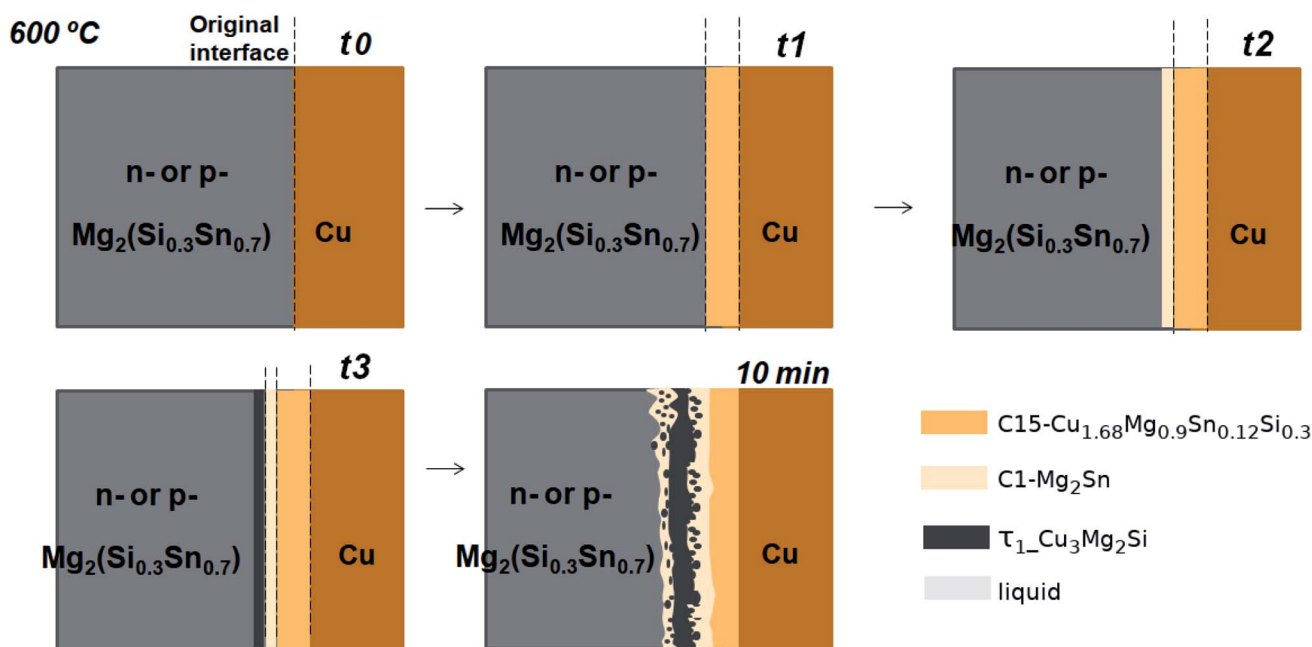 600 ºC
Original
interface
t0
n- or p-
Mg2(Si0.3Sn0.7)
Cu
t1
n- or p-
Mg2(Si0.3Sn0.7)
Cu
t2
n- or p-
Mg2(Si0.3Sn0.7)
Cu
t3
n- or p-
Mg2(Si0.3Sn0.7)
Cu
10 min
n- or p-
Mg2(Si0.3Sn0.7)
Cu
C15-Cu1.68Mg0.9Sn0.12Si0.3
C1-Mg2Sn
τ1_Cu3Mg2Si
liquid